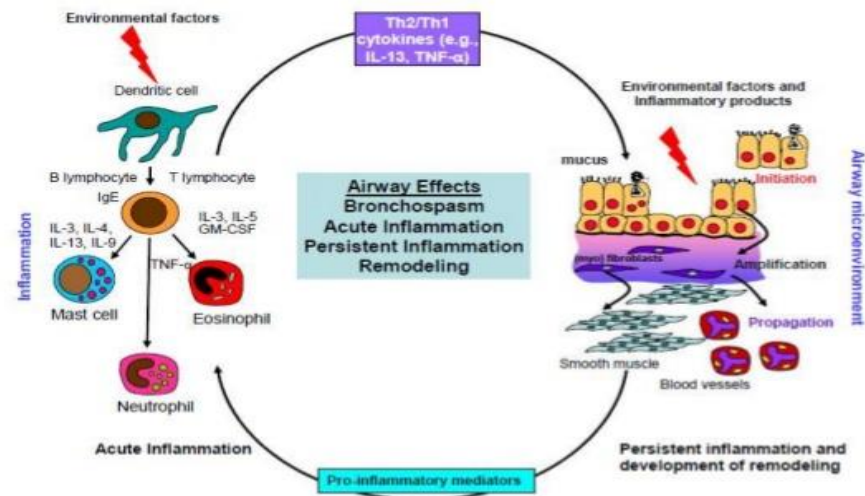 Environmental factors
Dendritic cell
B lymphocyte
T lymphocyte
IgE
IL-3, IL-4,
IL-13, IL-9
IL-3, IL-5
GM-CSF
TNF-α
Mast cell
Eosinophil
Neutrophil
Inflammation
Acute Inflammation
Th2/Th1
cytokines (e.g.,
IL-13, TNF-α)
Airway Effects
Bronchospasm
Acute Inflammation
Persistent Inflammation
Remodeling
Pro-inflammatory mediators
Environmental factors and
Inflammatory products
mucus
Initiation
(myo) fibroblasts
Amplification
Propagation
Smooth muscle
Blood vessels
Airway microenvironment
Persistent inflammation and
development of remodeling